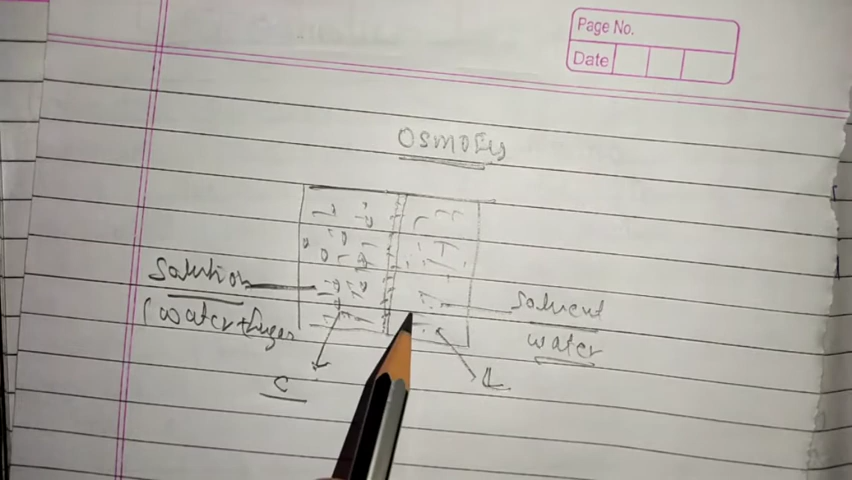 Page No.
Date
Osmosis
Solution
(water + sugar
Solvent
water
C